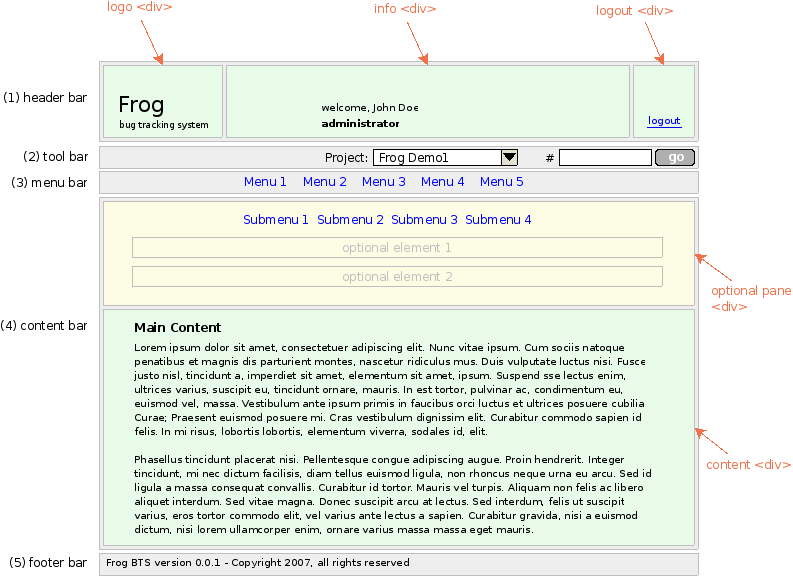 logo <div>
info <div>
logout <div>
(1) header bar
Frog
bug tracking system
welcome, John Doe
administrator
logout
(2) tool bar
Project:
Frog Demo1
#
go
(3) menu bar
Menu 1 Menu 2 Menu 3 Menu 4 Menu 5
Submenu 1 Submenu 2 Submenu 3 Submenu 4
optional element 1
optional element 2
optional pane
<div>
(4) content bar
Main Content
Lorem ipsum dolor sit amet, consectetuer adipiscing elit. Nunc vitae ipsum. Cum sociis natoque
penatibus et magnis dis parturient montes, nascetur ridiculus mus. Duis vulputate luctus nisi. Fusce
justo nisl, tincidunt a, imperdiet sit amet, elementum sit amet, ipsum. Suspend sse lectus enim,
ultrices varius, suscipit eu, tincidunt ornare, mauris. In est tortor, pulvinar ac, condimentum eu,
euismod vel, massa. Vestibulum ante ipsum primis in faucibus orci luctus et ultrices posuere cubilia
Curae; Praesent euismod posuere mi. Cras vestibulum dignissim elit. Curabitur commodo sapien id
felis. In mi risus, lobortis lobortis, elementum viverra, sodales id, elit.
Phasellus tincidunt placerat nisi. Pellentesque congue adipiscing augue. Proin hendrerit. Integer
tincidunt, mi nec dictum facilisis, diam tellus euismod ligula, non rhoncus neque urna eu arcu. Sed id
ligula a massa consequat convallis. Curabitur id tortor. Mauris vel turpis. Aliquam non felis ac libero
aliquet interdum. Sed vitae magna. Donec suscipit arcu at lectus. Sed interdum, felis ut suscipit
varius, eros tortor commodo elit, vel varius ante lectus a sapien. Curabitur gravida, nisi a euismod
dictum, nisi lorem ullamcorper enim, ornare varius massa massa eget mauris.
content <div>
(5) footer bar
Frog BTS version 0.0.1 - Copyright 2007, all rights reserved